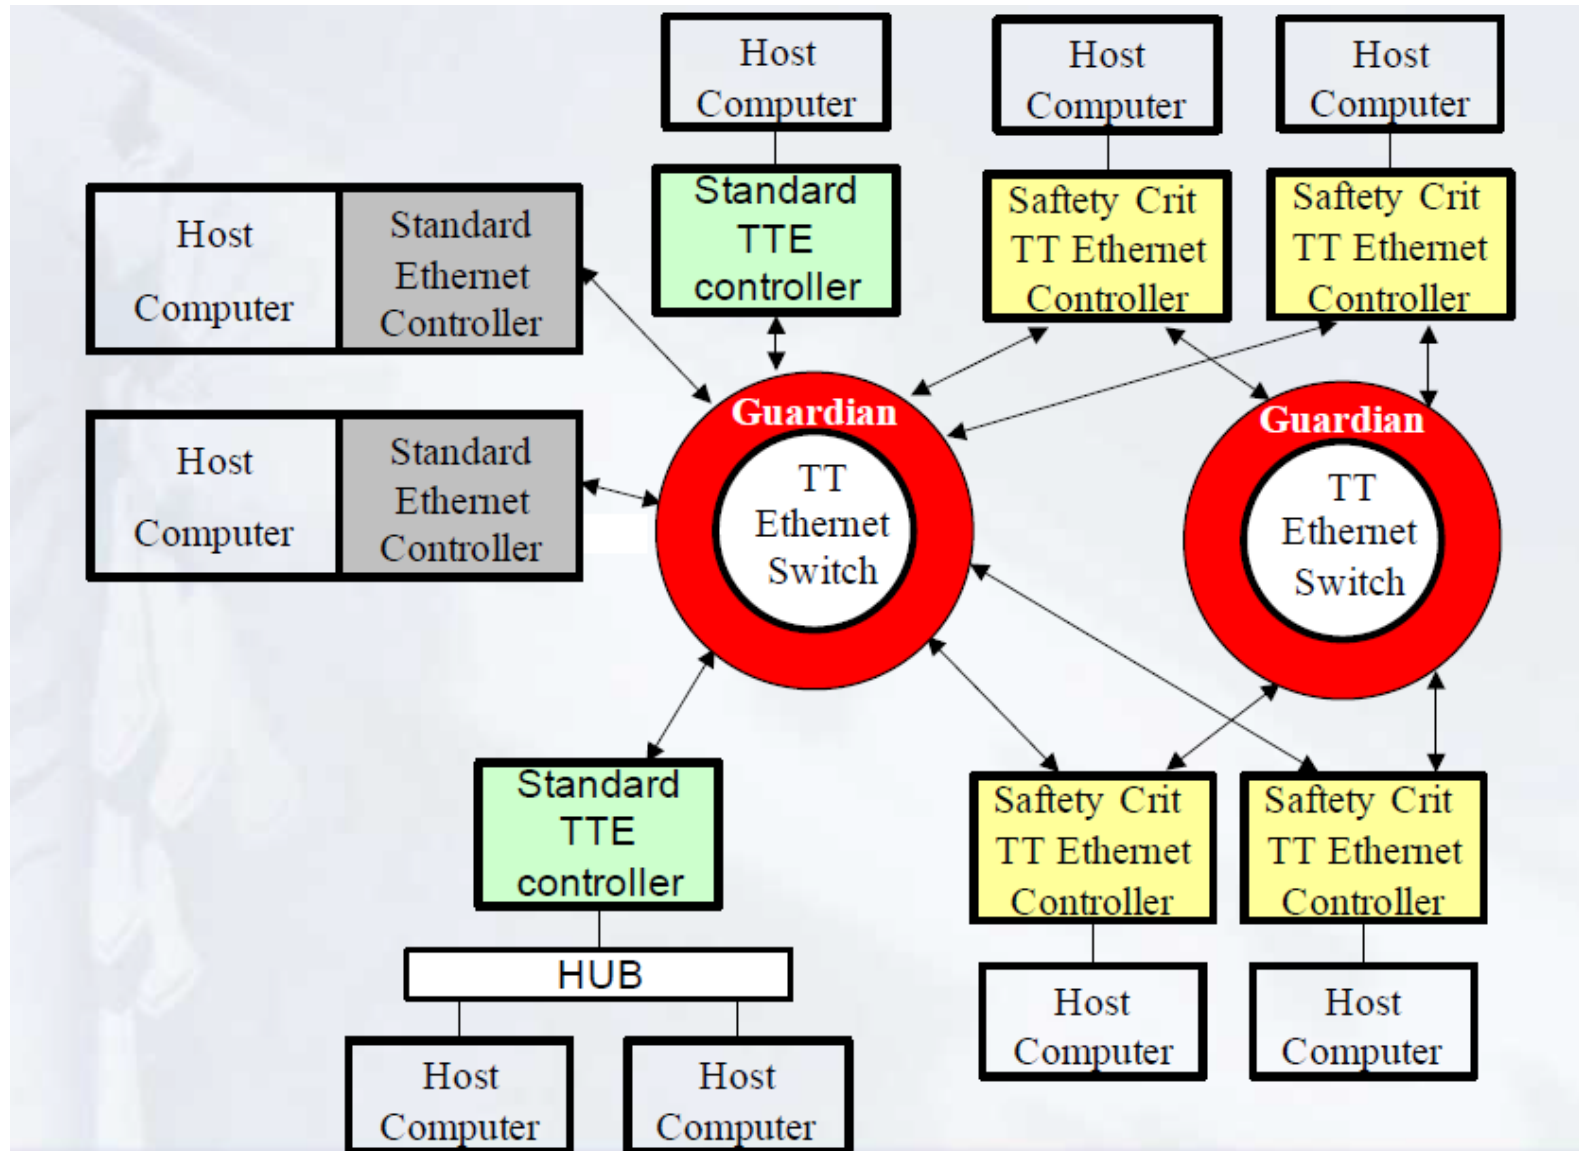 Host
Computer
Host
Computer
Host
Computer
Standard
TTE
controller
Saftety Crit
TT Ethernet
Controller
Saftety Crit
TT Ethernet
Controller
Host
Computer
Standard
Ethernet
Controller
Host
Computer
Standard
Ethernet
Controller
Guardian
TT
Ethernet
Switch
Guardian
TT
Ethernet
Switch
Standard
TTE
controller
Saftety Crit
TT Ethernet
Controller
Saftety Crit
TT Ethernet
Controller
HUB
Host
Computer
Host
Computer
Host
Computer
Host
Computer